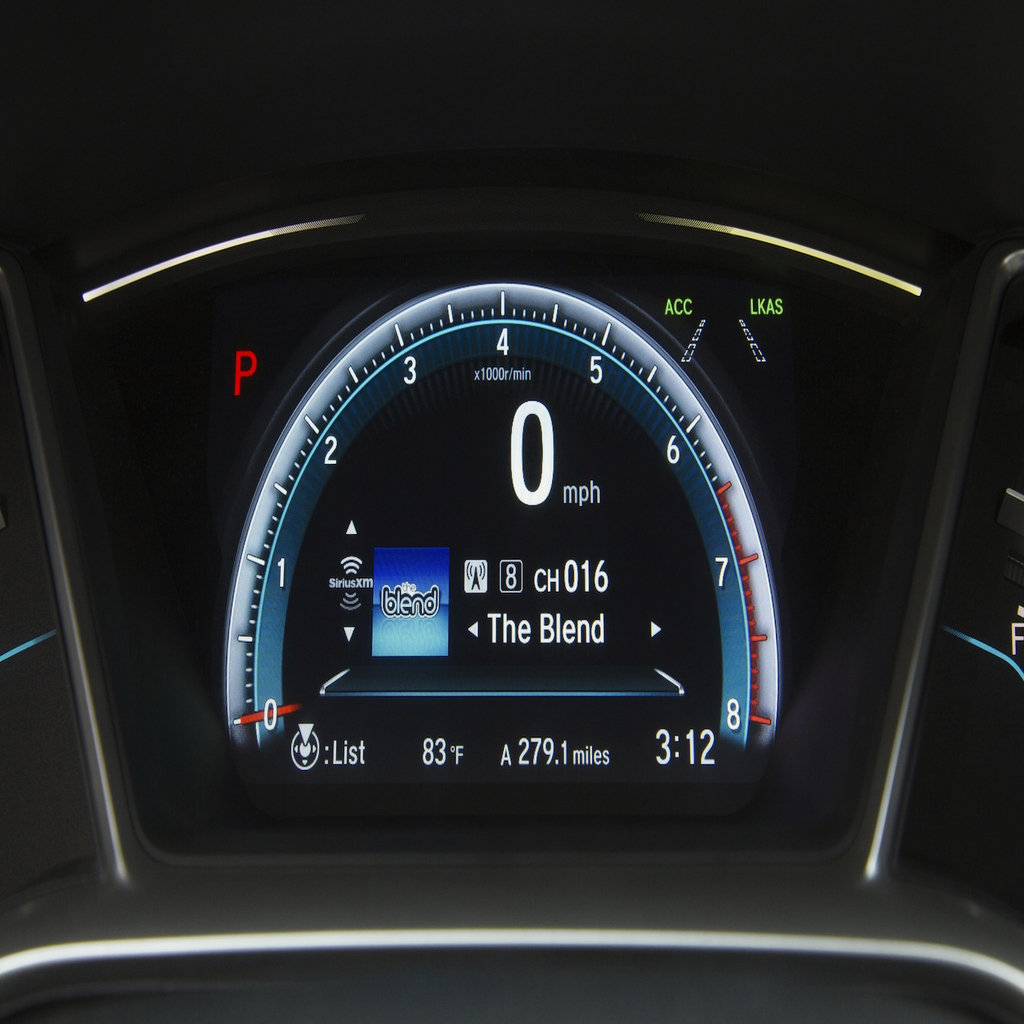 ACC LKAS
P
4
3 5
x1000r/min
2 6
0 mph
1 7
SiriusXM
the
blend
8 CH 016
The Blend
0 8
:List 83°F A 279.1 miles 3:12
F